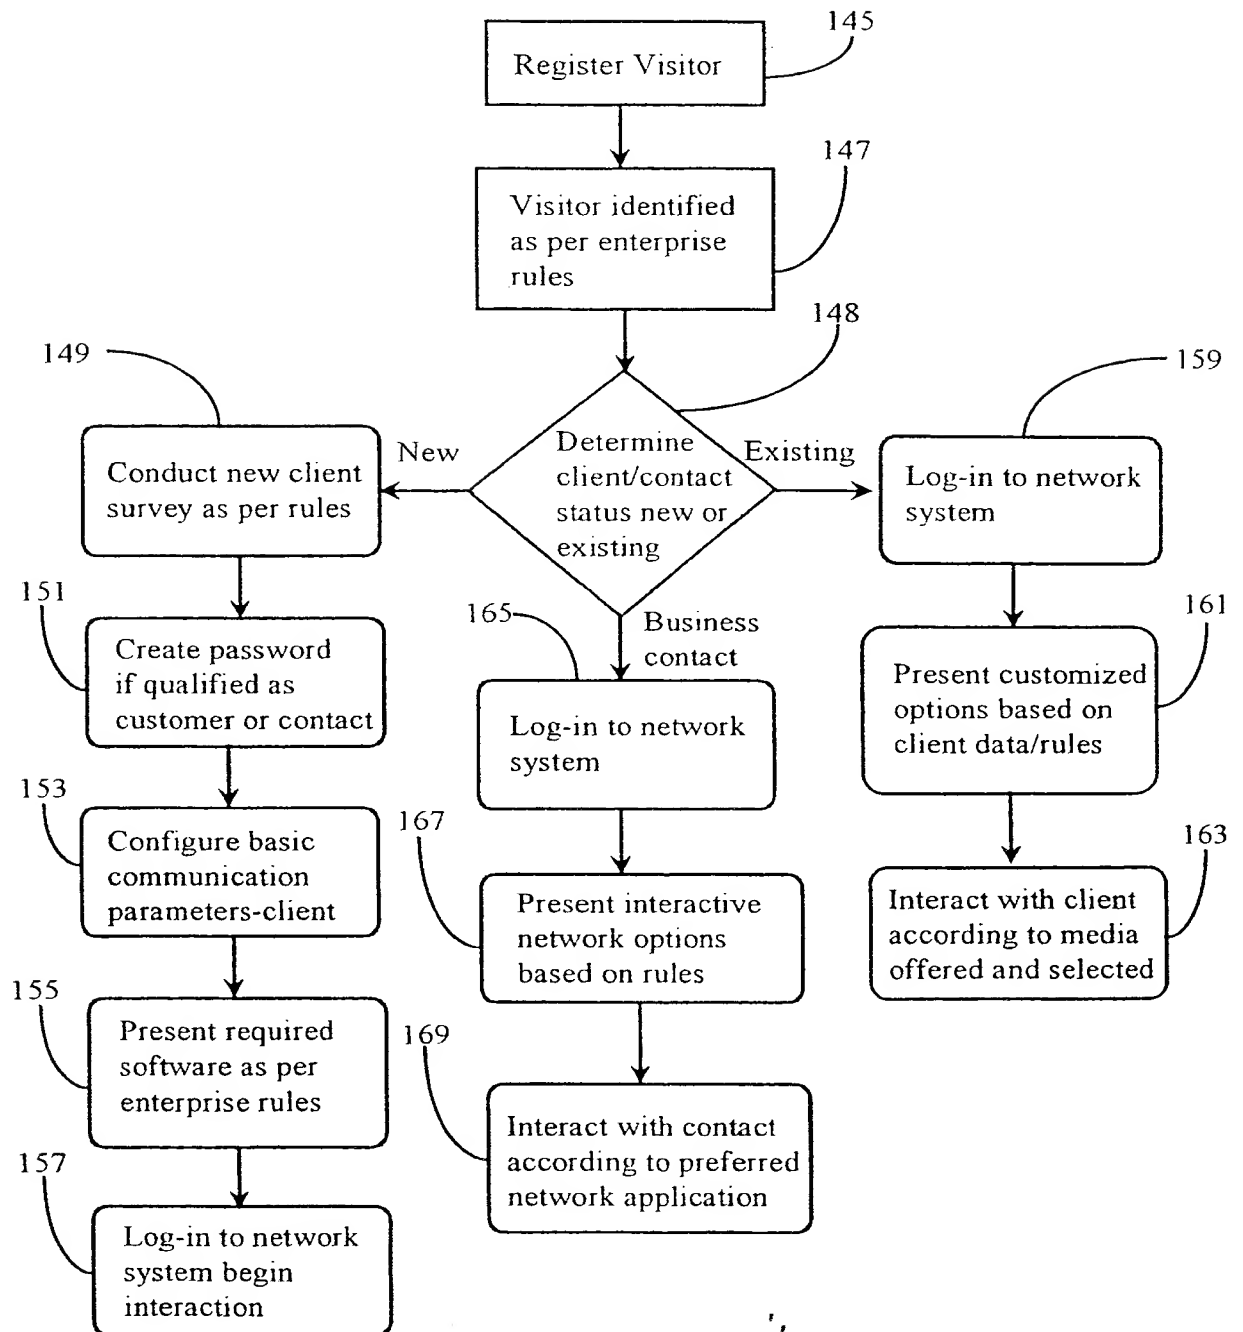 145
Register Visitor
147
Visitor identified
as per enterprise
rules
148
Determine
client/contact
status new or
existing
New
Existing
Business
contact
149
Conduct new client
survey as per rules
151
Create password
if qualified as
customer or contact
153
Configure basic
communication
parameters-client
155
Present required
software as per
enterprise rules
157
Log-in to network
system begin
interaction
165
Log-in to network
system
167
Present interactive
network options
based on rules
169
Interact with contact
according to preferred
network application
159
Log-in to network
system
161
Present customized
options based on
client data/rules
163
Interact with client
according to media
offered and selected